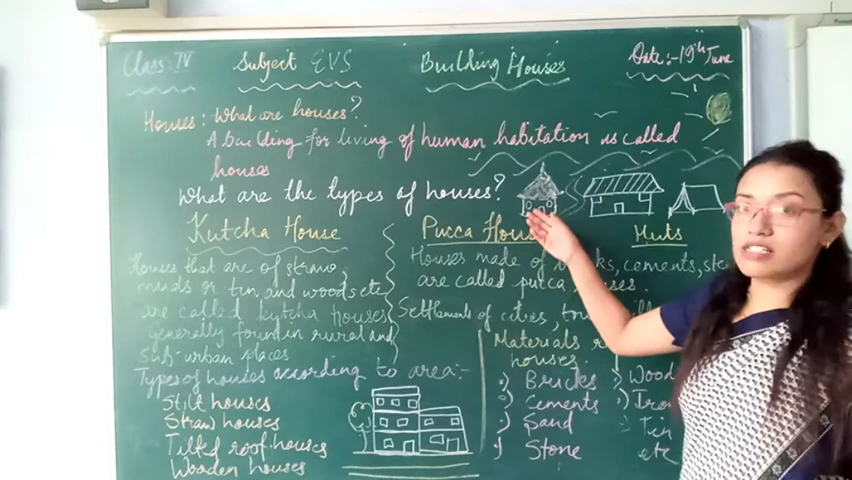 Class IV Subject EVS Building Houses Date:- 19th June
Houses: What are houses?
A building for living of human habitation is called
houses
What are the types of houses?
Kutcha House
Houses that are of straw,
muds or tin, and woods etc
are called kutcha houses
generally found in rural and
sub-urban places
Pucca Hous
Huts
Houses made of cements,
are called pucca
Settlements of cities,
Types of houses according to area:-
Stilt houses
Straw houses
Tilted roof houses
Wooden houses
Materials
houses.
Bricks
Cements
Sand
Stone
Wood
Iron
Tin
etc